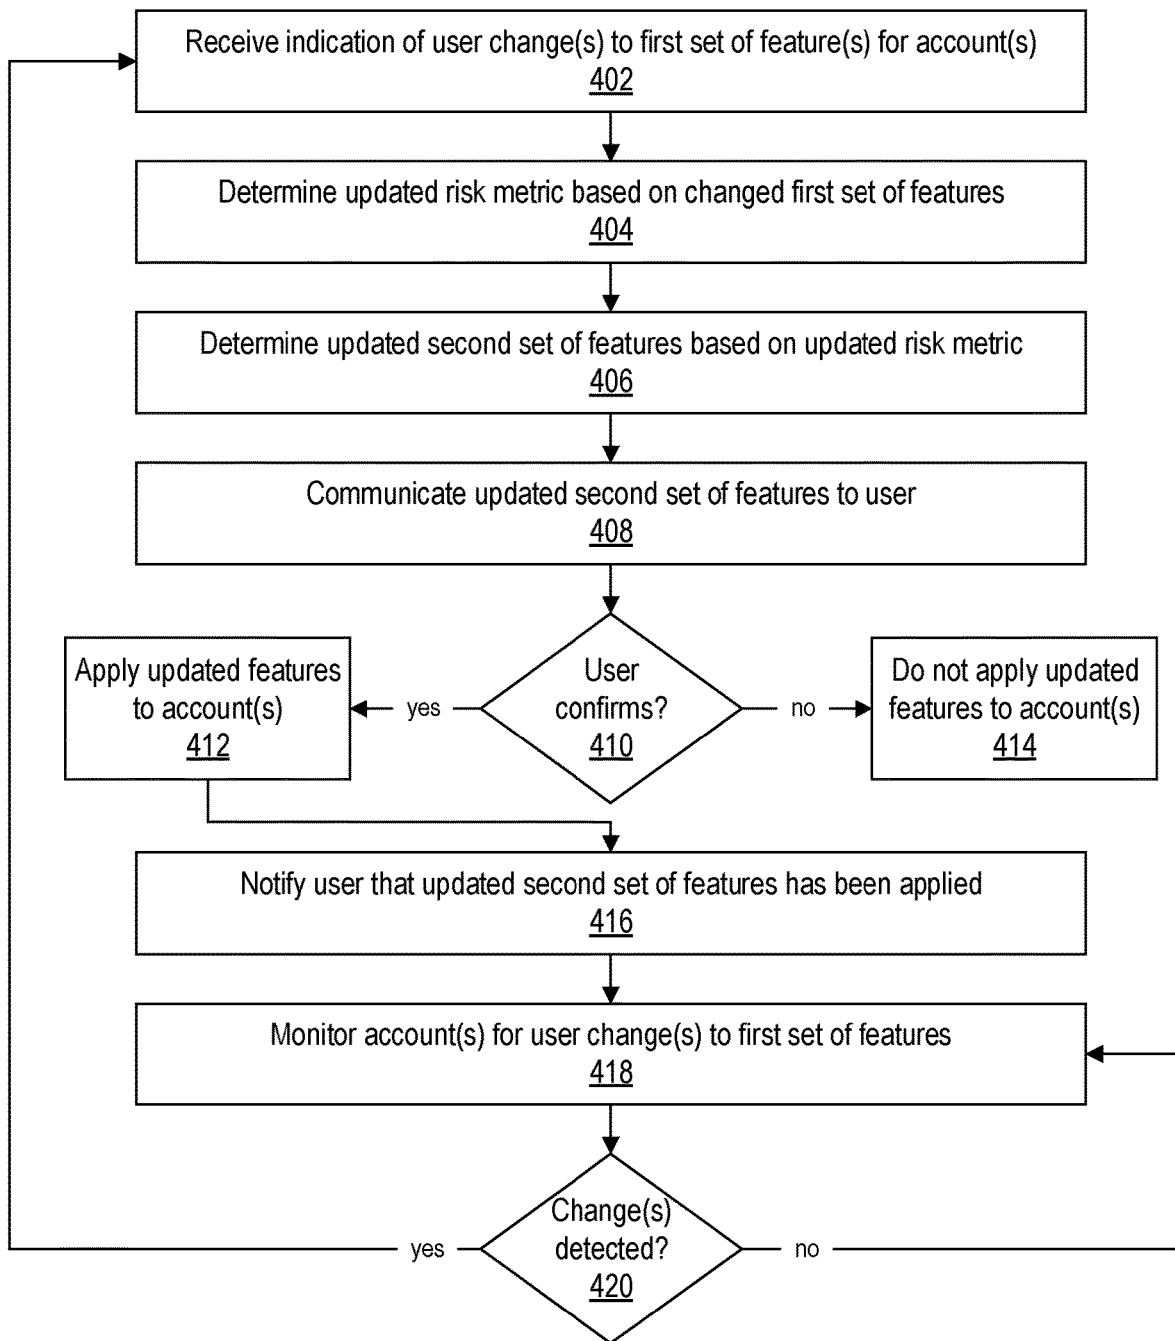 Receive indication of user change(s) to first set of feature(s) for account(s)
402
Determine updated risk metric based on changed first set of features
404
Determine updated second set of features based on updated risk metric
406
Communicate updated second set of features to user
408
Apply updated features
to account(s)
412
yes
User
confirms?
410
no
Do not apply updated
features to account(s)
414
Notify user that updated second set of features has been applied
416
Monitor account(s) for user change(s) to first set of features
418
yes
Change(s)
detected?
420
no